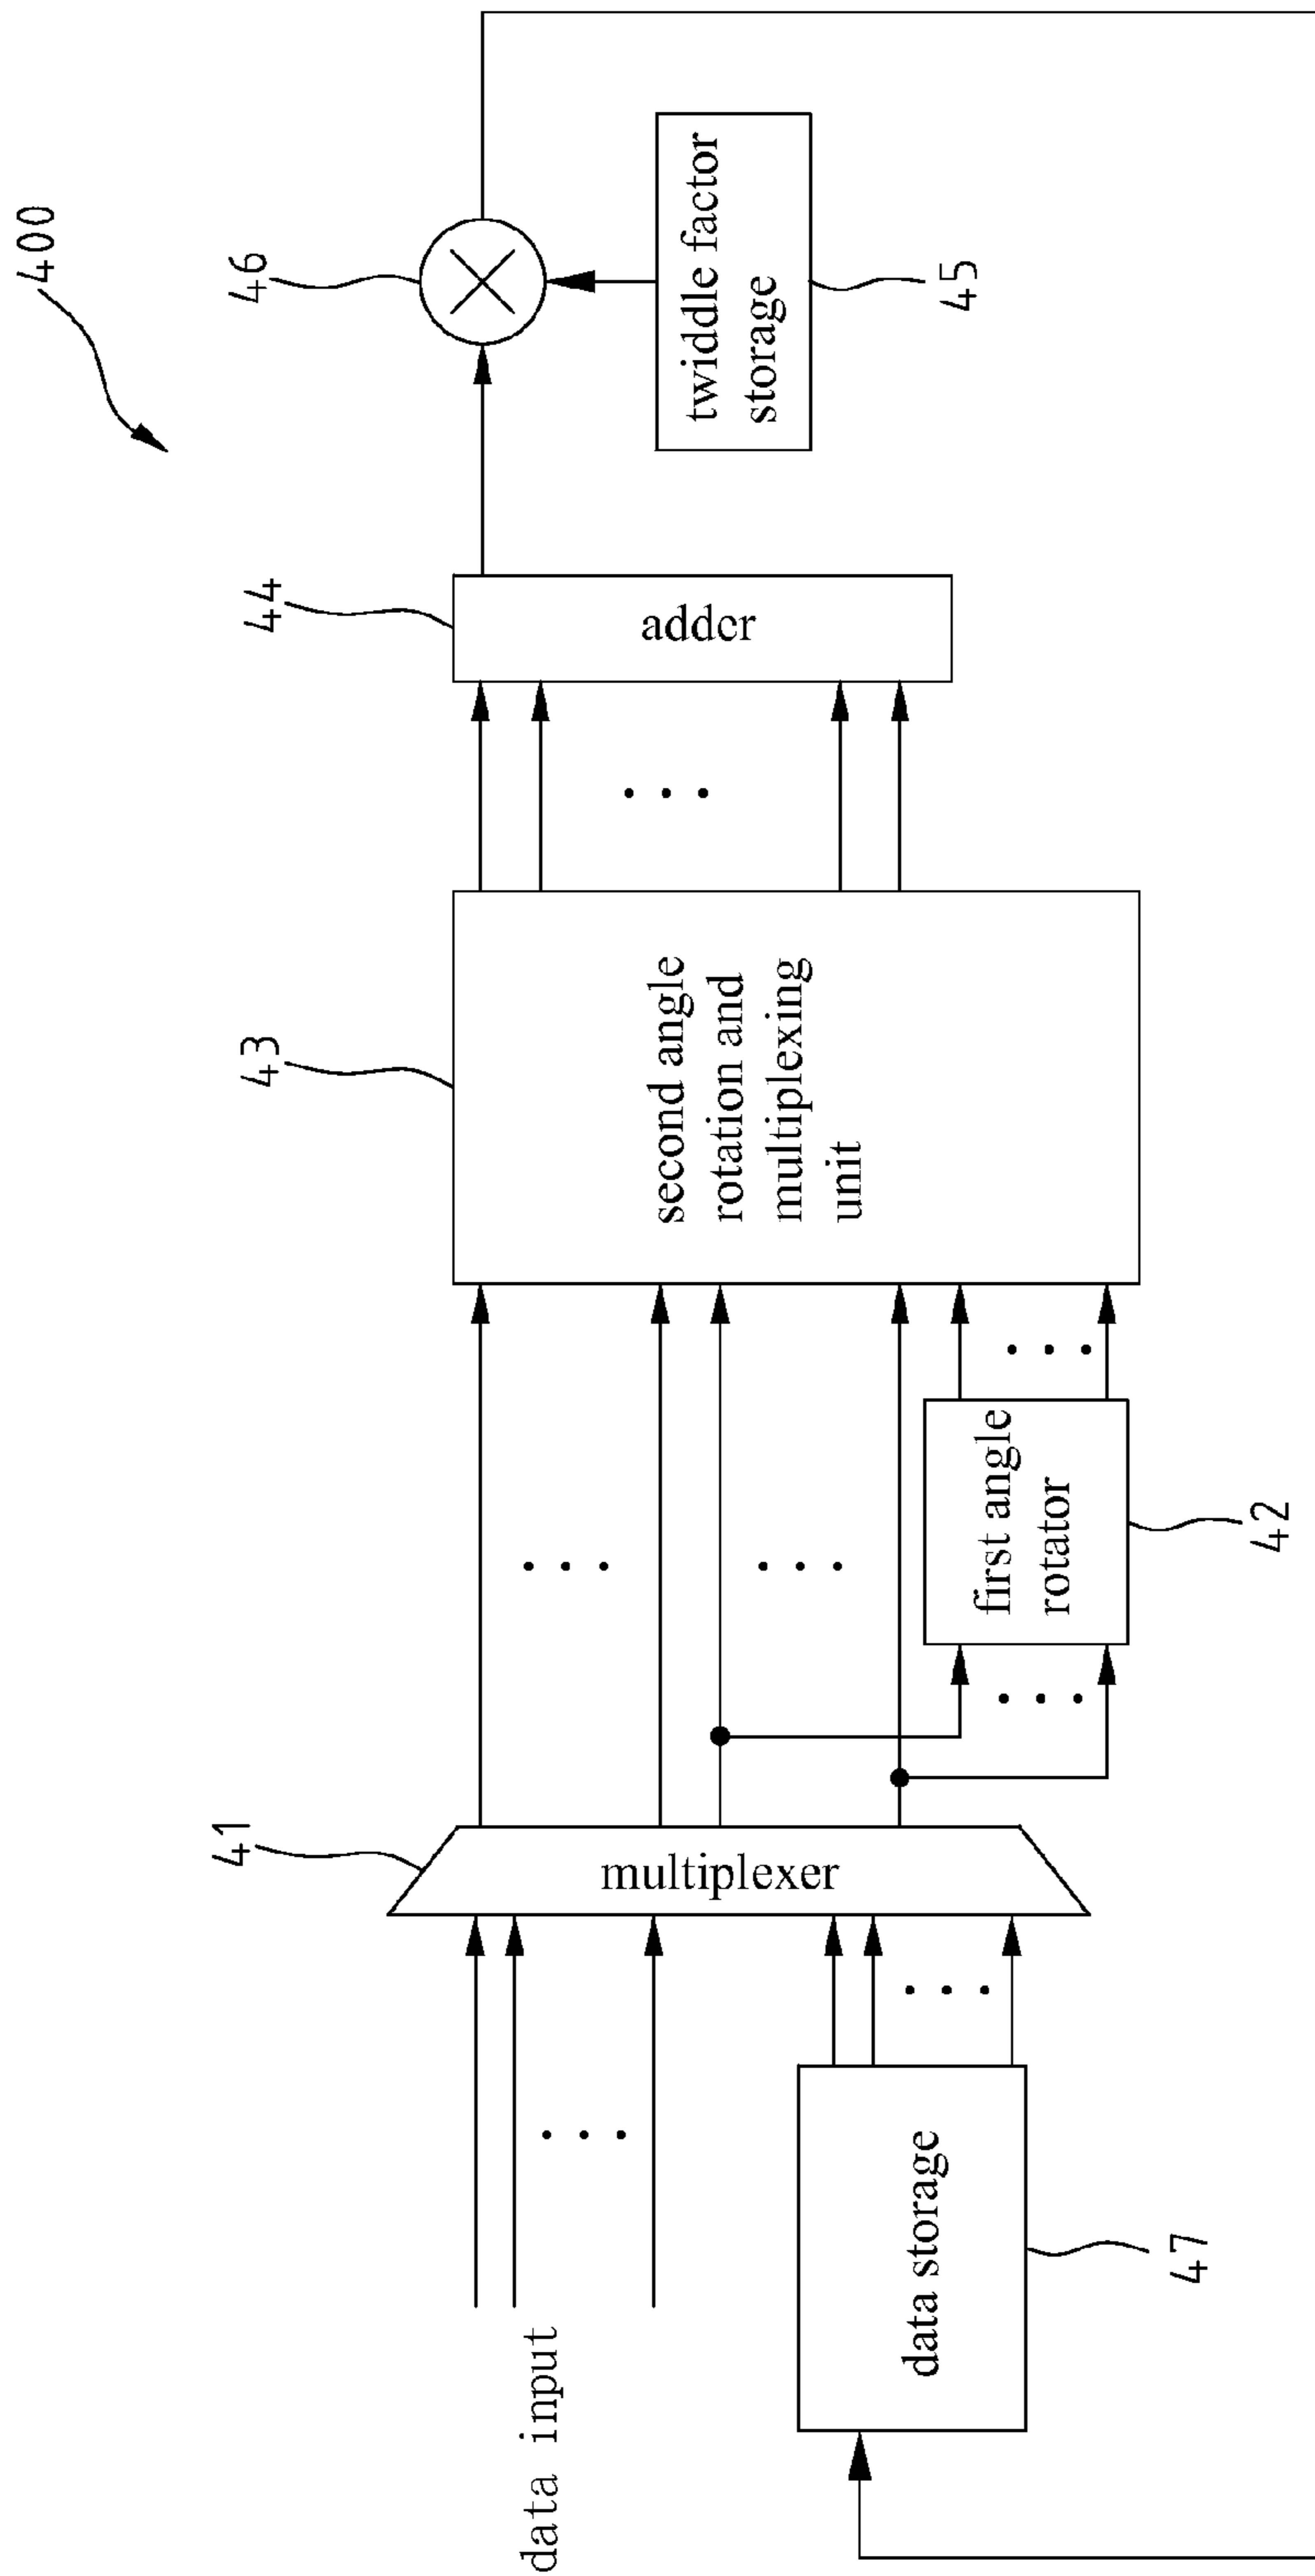 400
46
44
43
41
twiddle factor
storage
45
adder
second angle
rotation and
multiplexing
unit
first angle
rotator
42
multiplexer
data input
data storage
47